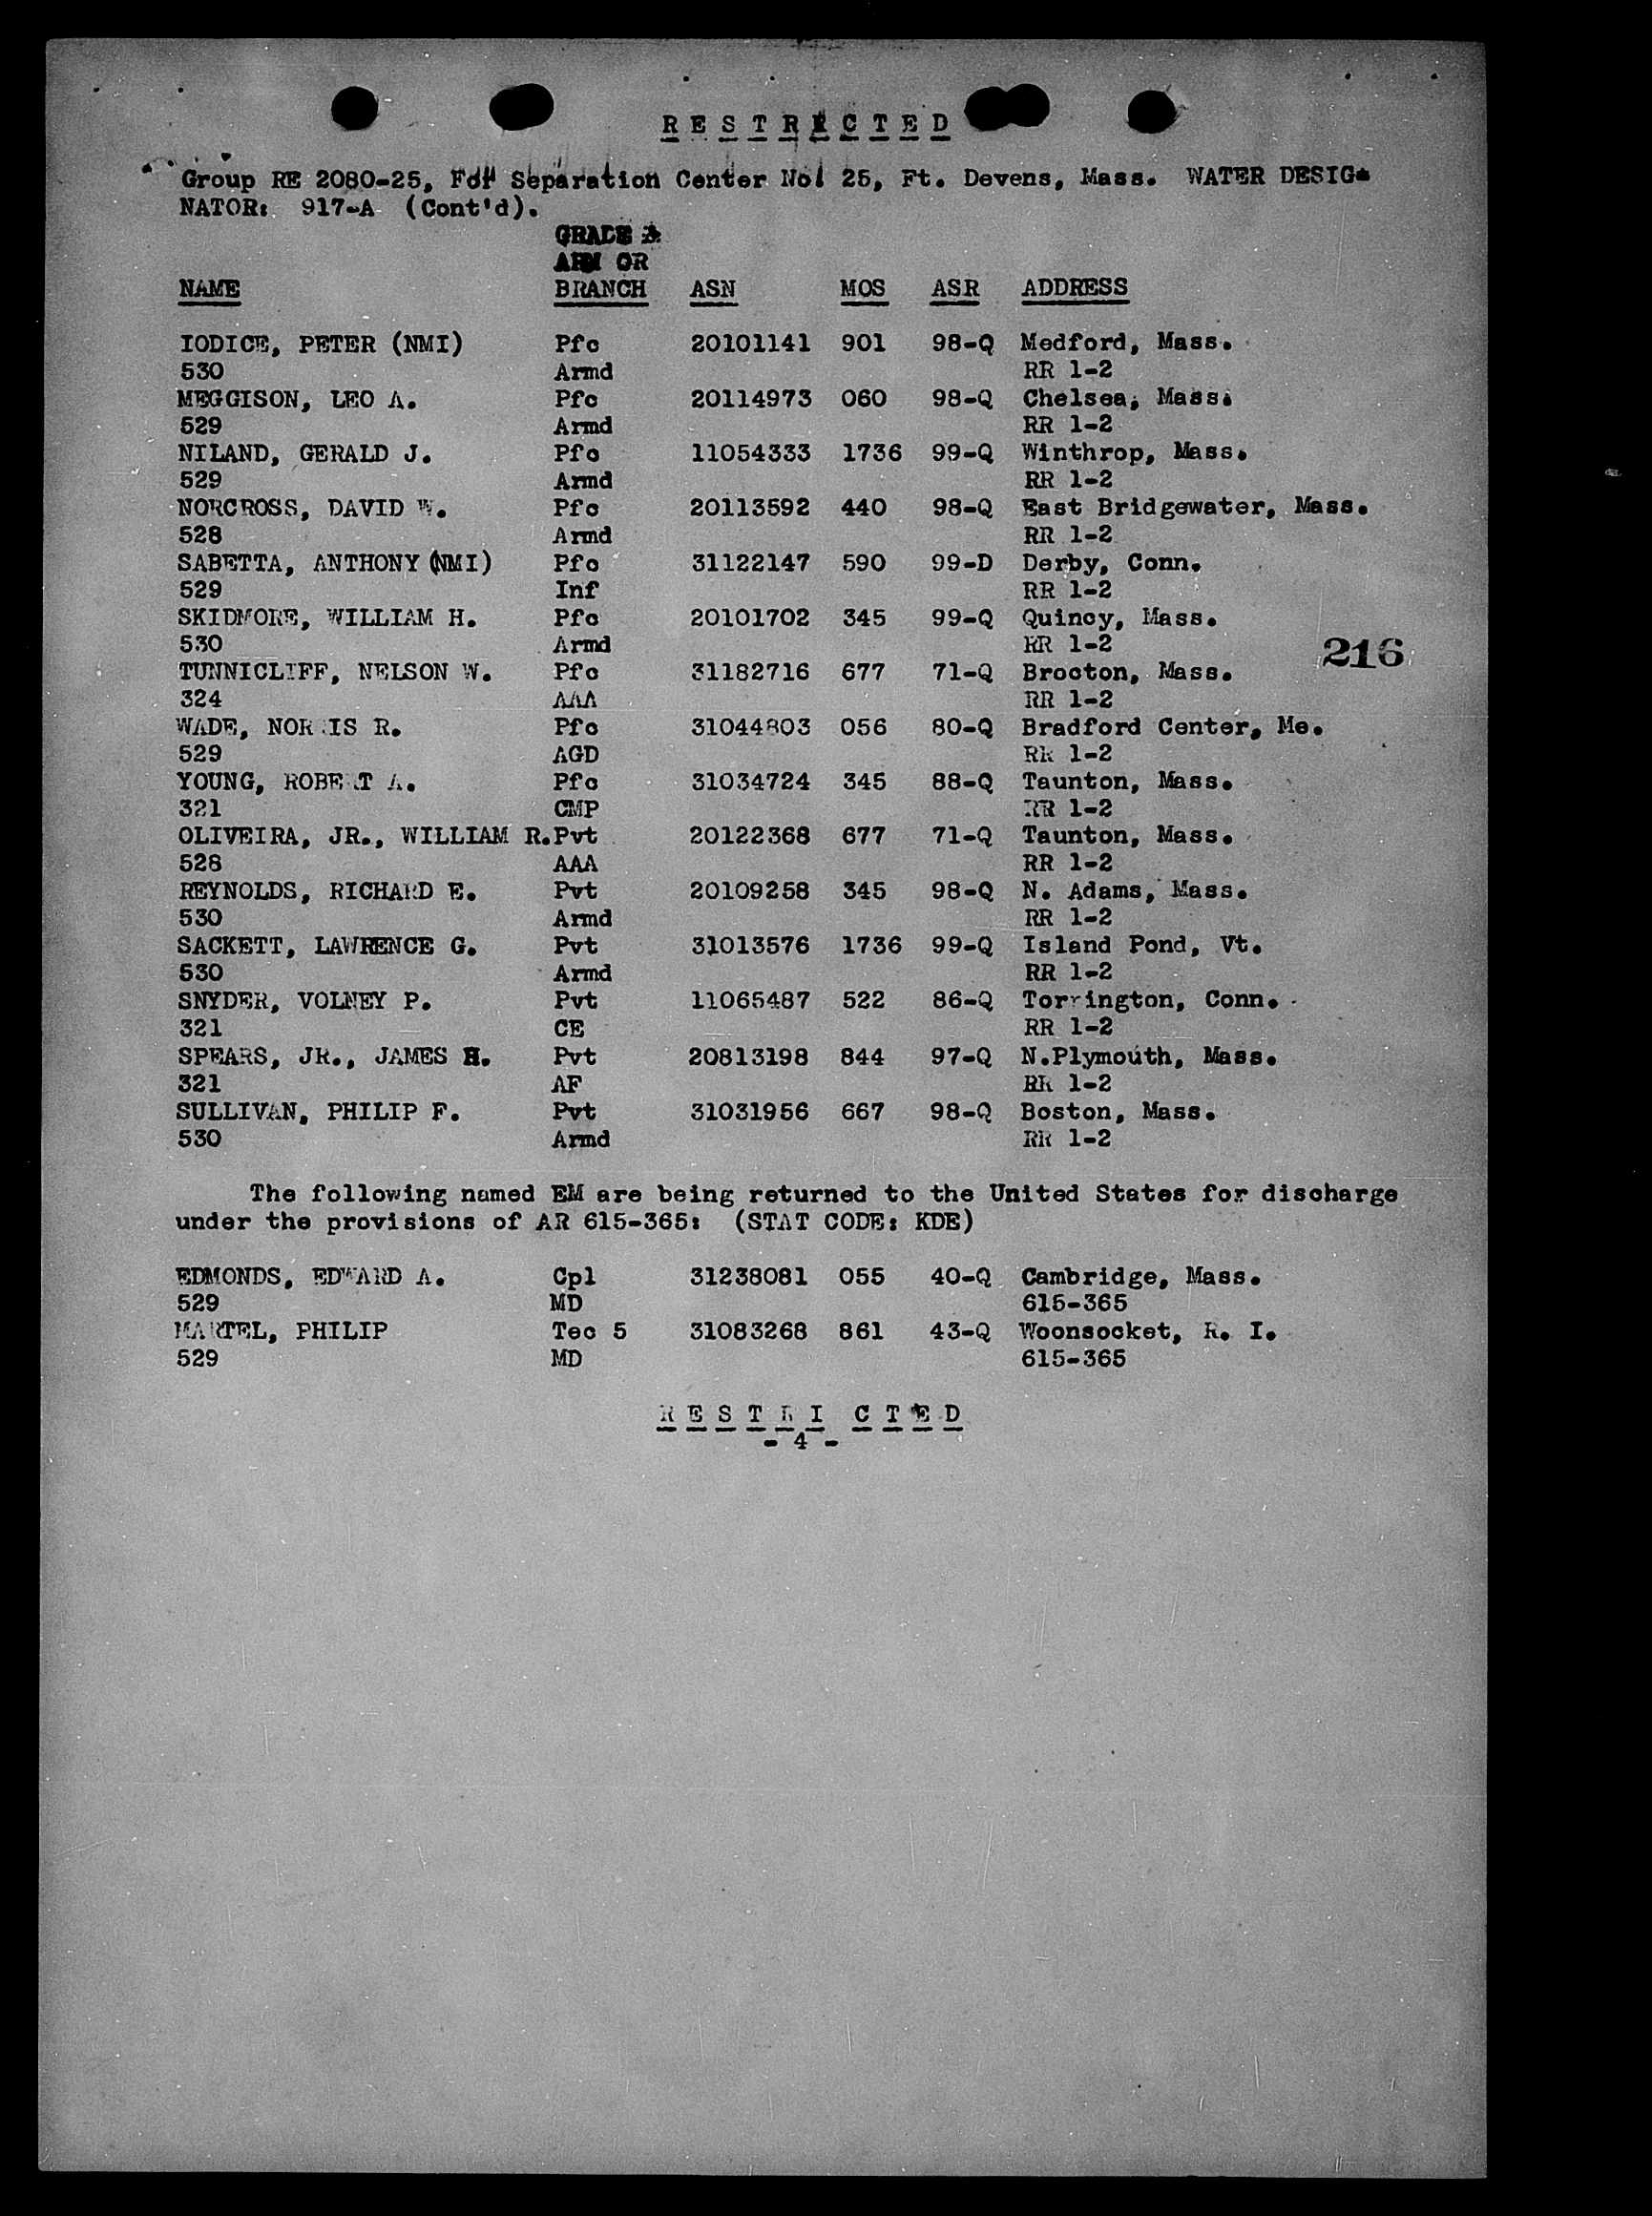 R E S T R I C T E D
Group RE 2080-25, For Separation Center No. 25, Ft. Devens, Mass. WATER DESIG-
NATOR: 917-A (Cont'd).
GRADE &
ARM OR
NAME BRANCH ASN MOS ASR ADDRESS
IODICE, PETER (NMI) Pfc 20101141 901 98-Q Medford, Mass.
530 Armd RR 1-2
MEGGISON, LEO A. Pfc 20114973 060 98-Q Chelsea, Mass.
529 Armd RR 1-2
NILAND, GERALD J. Pfc 11054333 1736 99-Q Winthrop, Mass.
529 Armd RR 1-2
NORCROSS, DAVID W. Pfc 20113592 440 98-Q East Bridgewater, Mass.
528 Armd RR 1-2
SABETTA, ANTHONY (NMI) Pfc 31122147 590 99-D Derby, Conn.
529 Inf RR 1-2
SKIDMORE, WILLIAM H. Pfc 20101702 345 99-Q Quincy, Mass.
530 Armd RR 1-2
216
TUNNICLIFF, NELSON W. Pfc 31182716 677 71-Q Brocton, Mass.
324 AAA RR 1-2
WADE, NORRIS R. Pfc 31044803 056 80-Q Bradford Center, Me.
529 AGD RR 1-2
YOUNG, ROBERT A. Pfc 31034724 345 88-Q Taunton, Mass.
321 CMP RR 1-2
OLIVEIRA, JR., WILLIAM R. Pvt 20122368 677 71-Q Taunton, Mass.
528 AAA RR 1-2
REYNOLDS, RICHARD E. Pvt 20109258 345 98-Q N. Adams, Mass.
530 Armd RR 1-2
SACKETT, LAWRENCE G. Pvt 31013576 1736 99-Q Island Pond, Vt.
530 Armd RR 1-2
SNYDER, VOLNEY P. Pvt 11065487 522 86-Q Torrington, Conn.
321 CE RR 1-2
SPEARS, JR., JAMES H. Pvt 20813198 844 97-Q N.Plymouth, Mass.
321 AF RR 1-2
SULLIVAN, PHILIP F. Pvt 31031956 667 98-Q Boston, Mass.
530 Armd RR 1-2
The following named EM are being returned to the United States for discharge
under the provisions of AR 615-365: (STAT CODE: KDE)
EDMONDS, EDWARD A. Cpl 31238081 055 40-Q Cambridge, Mass.
529 MD 615-365
MARTEL, PHILIP Tec 5 31083268 861 43-Q Woonsocket, R. I.
529 MD 615-365
R E S T R I C T E D
- 4 -